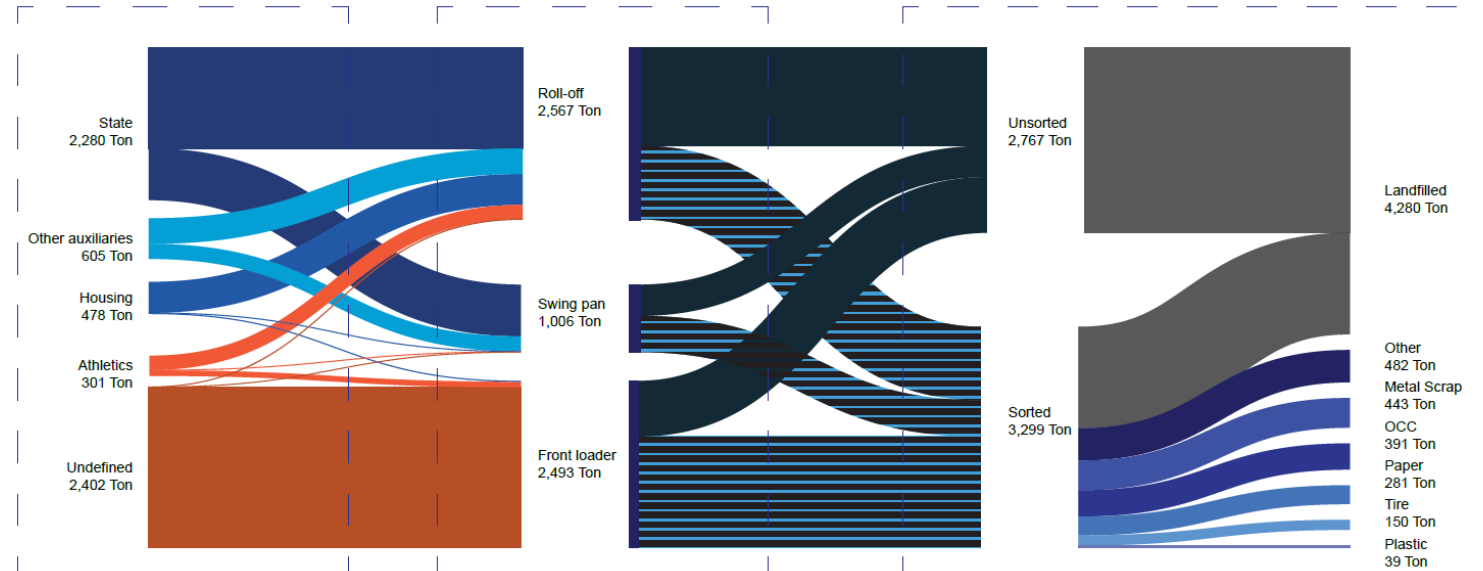 State
2,280 Ton
Other auxiliaries
605 Ton
Housing
478 Ton
Athletics
301 Ton
Undefined
2,402 Ton
Roll-off
2,567 Ton
Swing pan
1,006 Ton
Front loader
2,493 Ton
Unsorted
2,767 Ton
Sorted
3,299 Ton
Landfilled
4,280 Ton
Other
482 Ton
Metal Scrap
443 Ton
OCC
391 Ton
Paper
281 Ton
Tire
150 Ton
Plastic
39 Ton